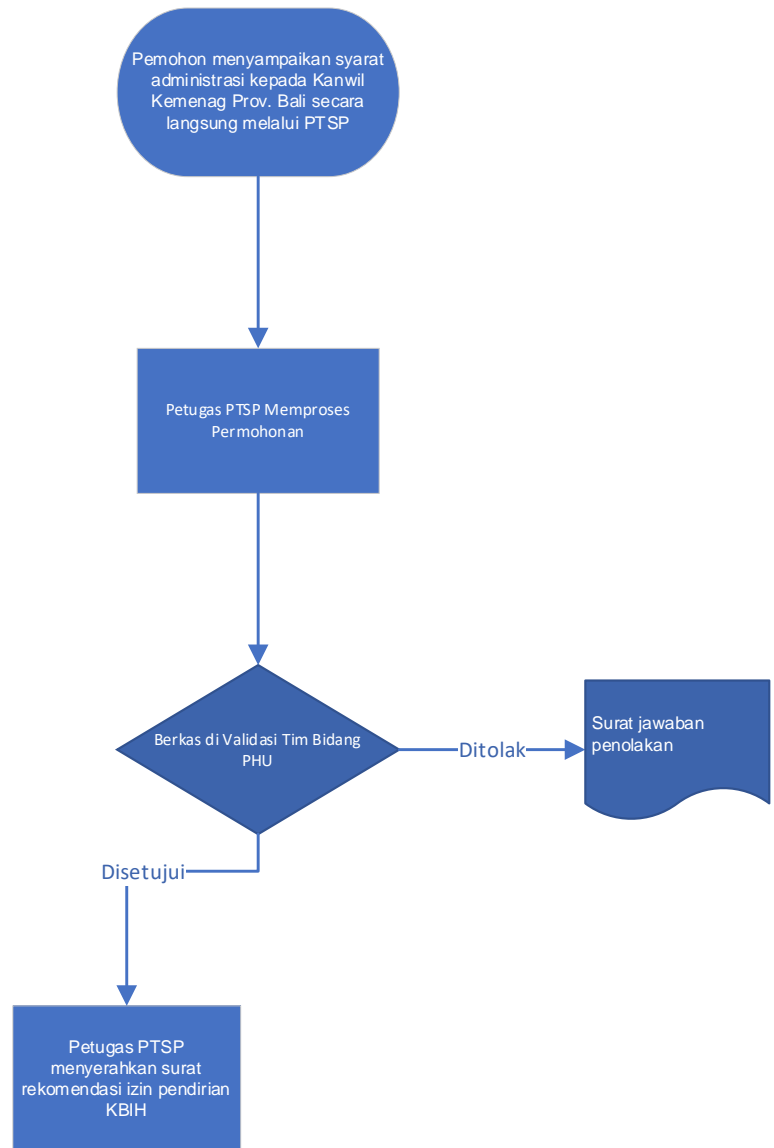 Pemohon menyampaikan syarat
administrasi kepada Kanwil
Kemenag Prov. Bali secara
langsung melalui PTSP
Petugas PTSP Memproses
Permohonan
Berkas di Validasi Tim Bidang
PHU
Ditolak
Surat jawaban
penolakan
Disetujui
Petugas PTSP
menyerahkan surat
rekomendasi izin pendirian
KBIH